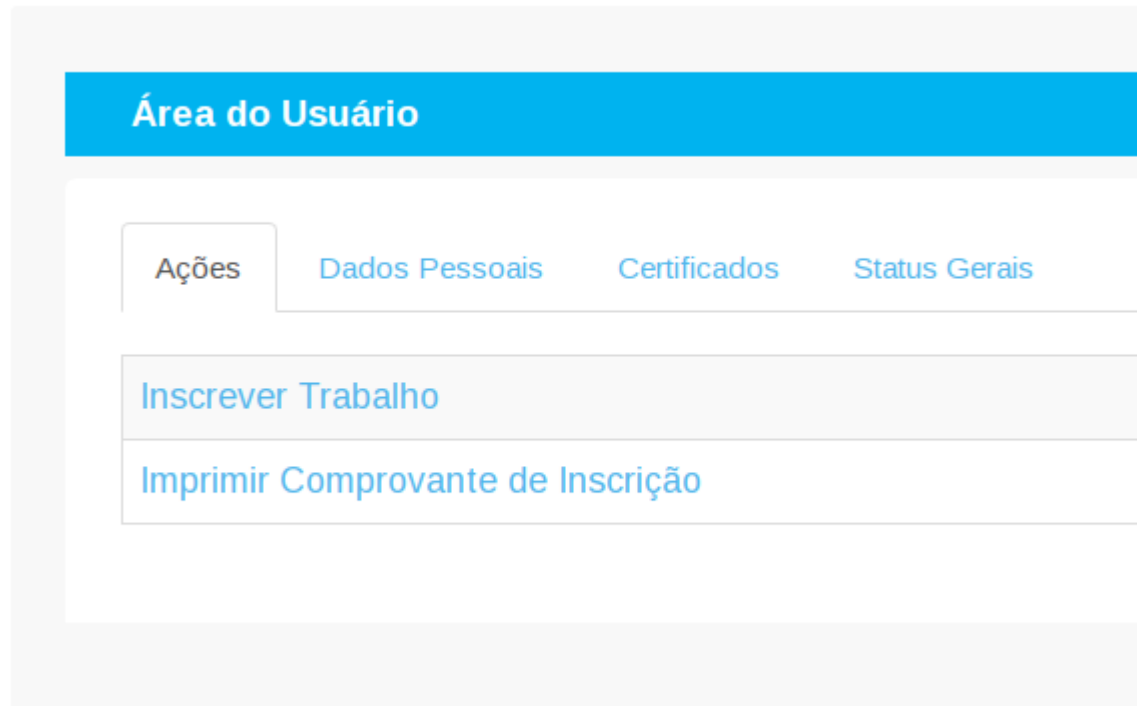 Área do Usuário
Ações Dados Pessoais Certificados Status Gerais
Inscrever Trabalho
Imprimir Comprovante de Inscrição